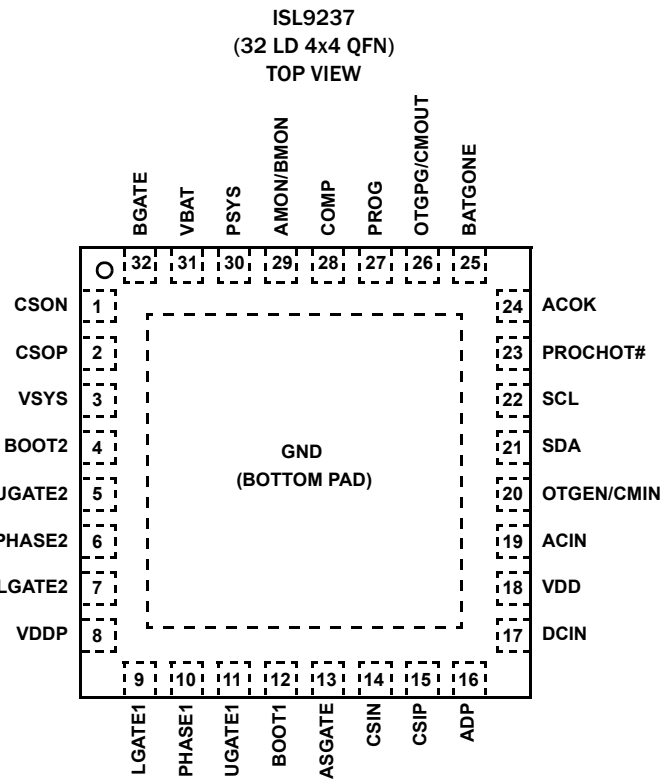 ISL9237
(32 LD 4x4 QFN)
TOP VIEW
BGATE
VBAT
PSYS
AMON/BMON
COMP
PROG
OTGPG/CMOUT
BATGONE
32 31 30 29 28 27 26 25
CSON 1
CSOP 2
VSYS 3
BOOT2 4
UGATE2 5
PHASE2 6
LGATE2 7
VDDP 8
GND
(BOTTOM PAD)
24 ACOK
23 PROCHOT#
22 SCL
21 SDA
20 OTGEN/CMIN
19 ACIN
18 VDD
17 DCIN
9 10 11 12 13 14 15 16
LGATE1
PHASE1
UGATE1
BOOT1
ASGATE
CSIN
CSIP
ADP